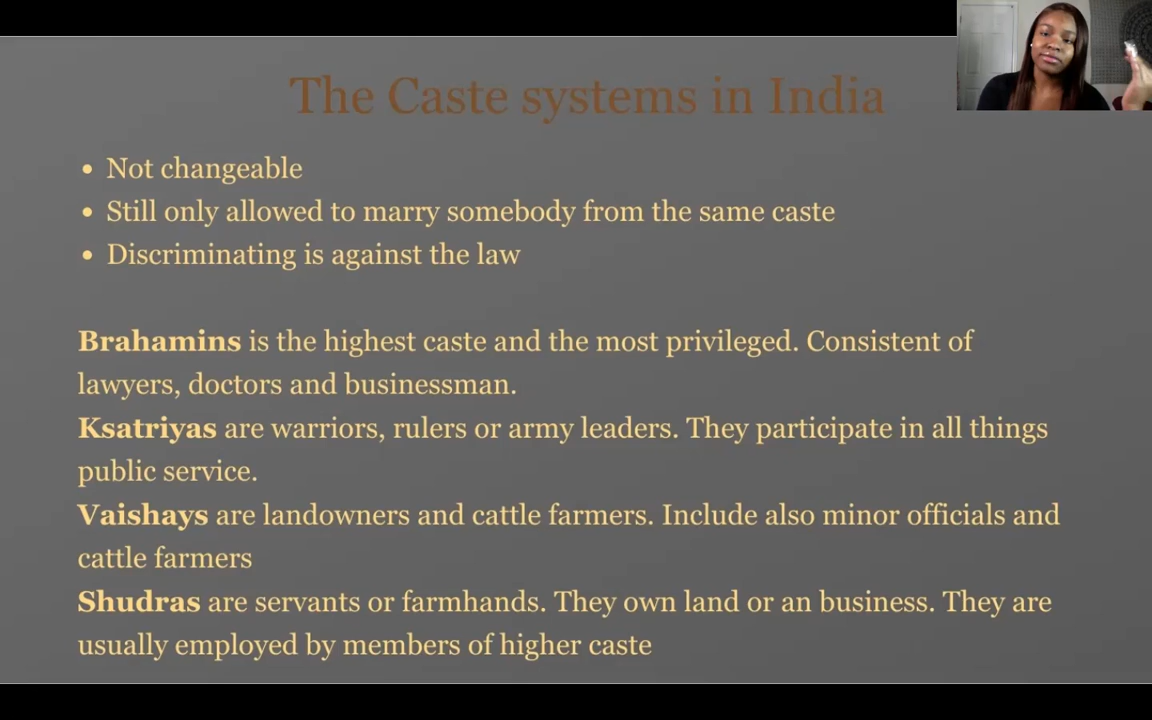 The Caste systems in India
• Not changeable
• Still only allowed to marry somebody from the same caste
• Discriminating is against the law
Brahamins is the highest caste and the most privileged. Consistent of
lawyers, doctors and businessman.
Ksatriyas are warriors, rulers or army leaders. They participate in all things
public service.
Vaishays are landowners and cattle farmers. Include also minor officials and
cattle farmers
Shudras are servants or farmhands. They own land or an business. They are
usually employed by members of higher caste